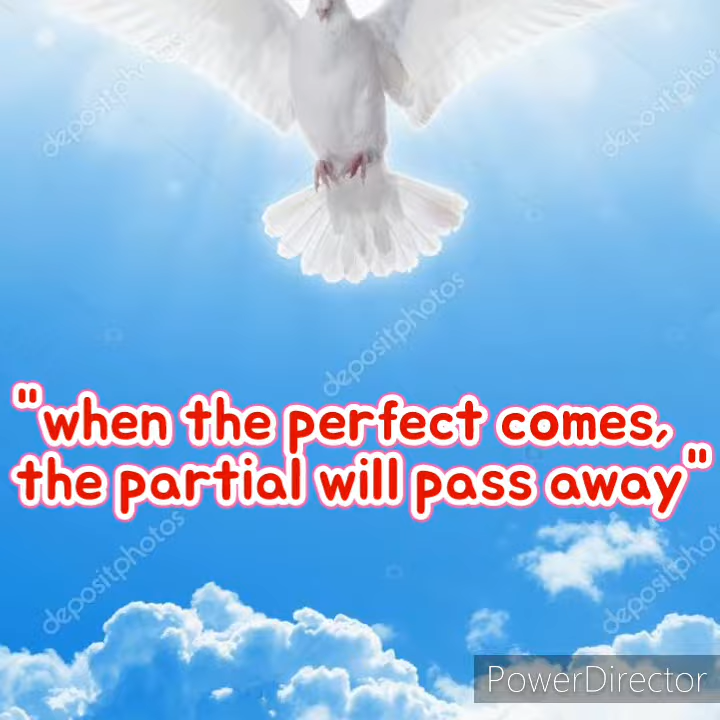 depositphotos
depositphotos
depositphotos
"when the perfect comes,
the partial will pass away"
depositphotos
depositphotos
PowerDirector